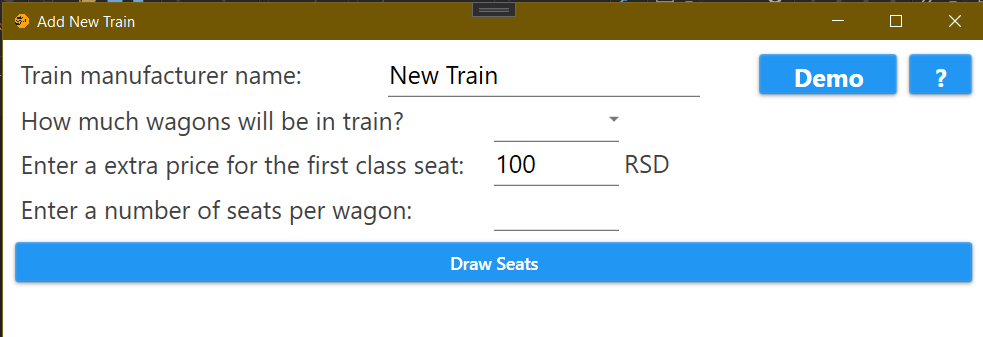 Add New Train
Train manufacturer name: New Train Demo ?
How much wagons will be in train?
Enter a extra price for the first class seat: 100 RSD
Enter a number of seats per wagon:
Draw Seats